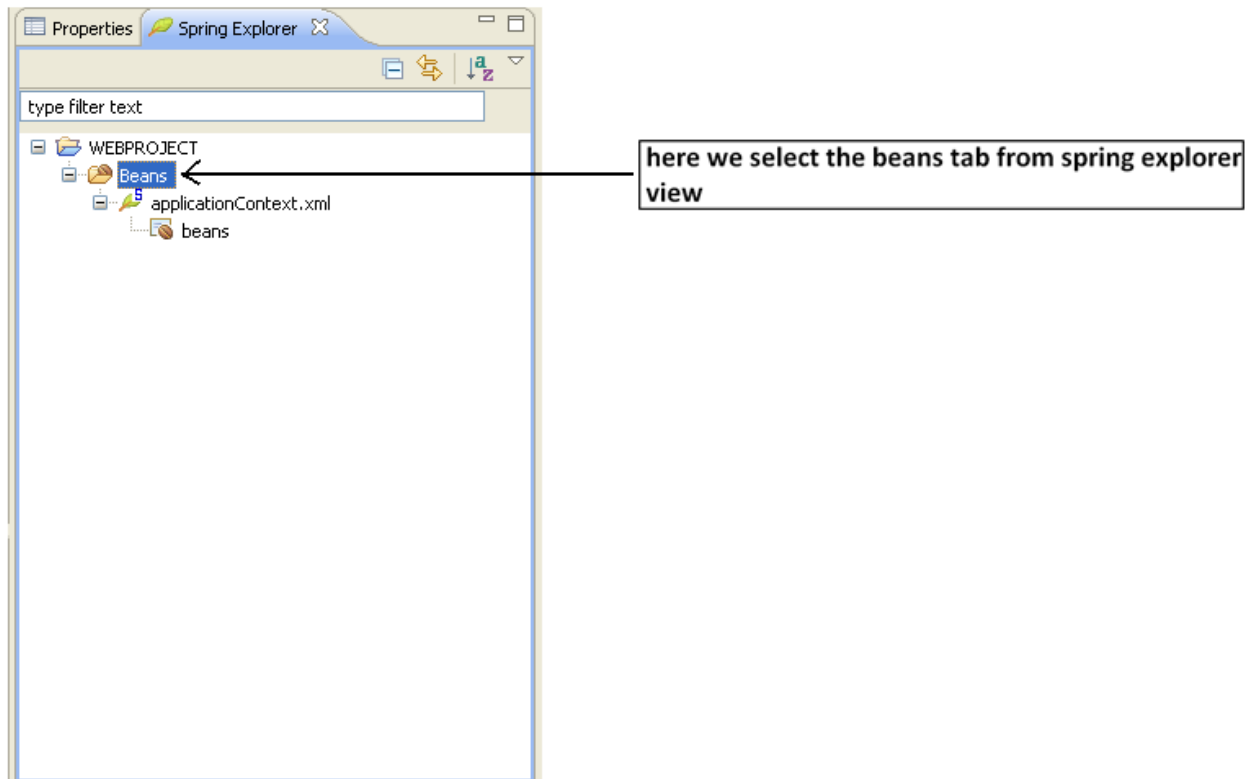 Properties Spring Explorer
type filter text
WEBPROJECT
Beans
here we select the beans tab from spring explorer
view
applicationContext.xml
beans